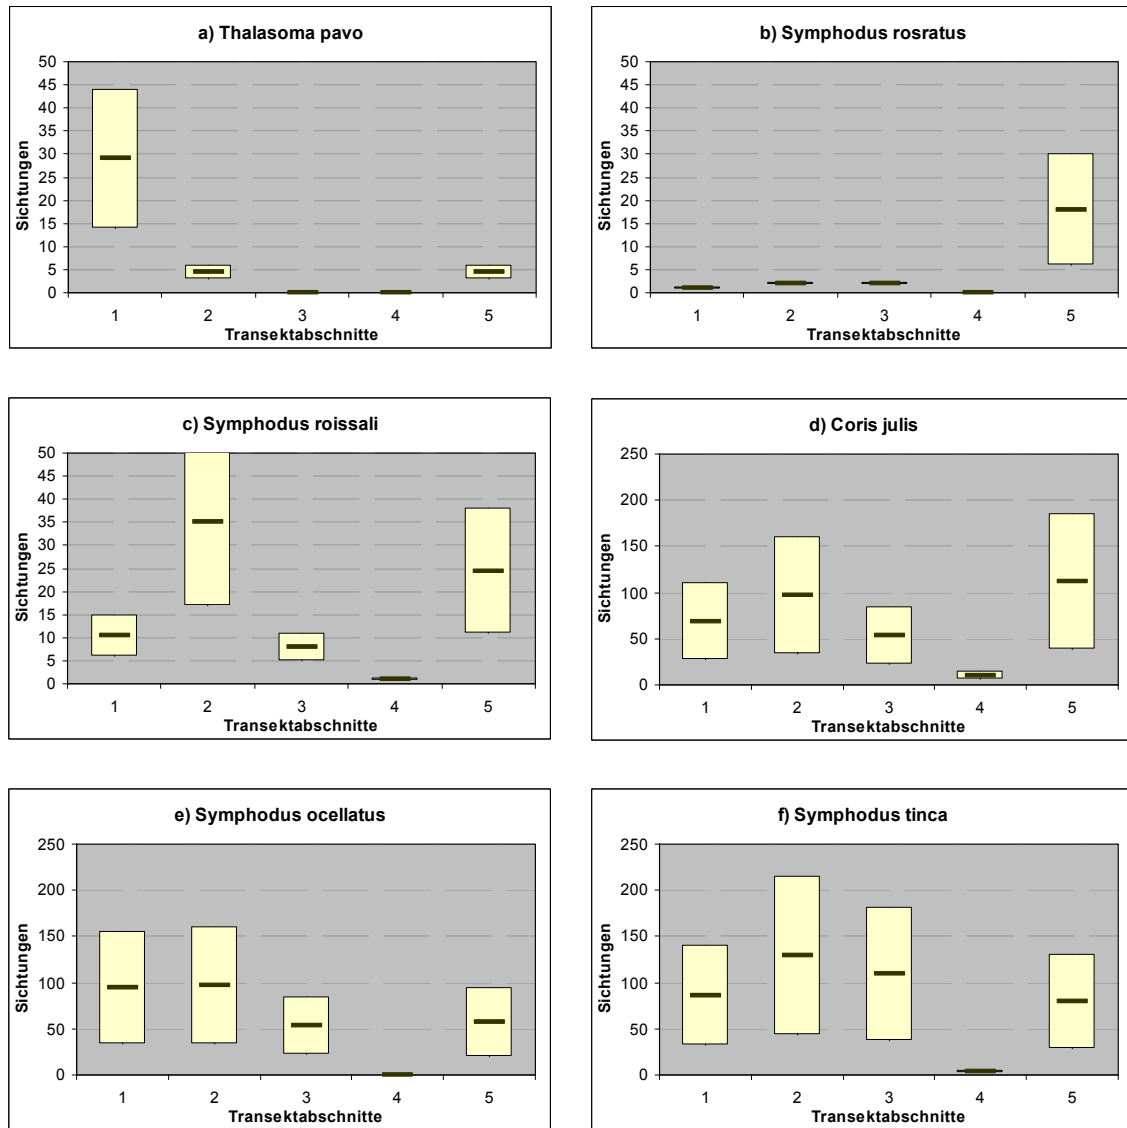 a) Thalasoma pavo
50
45
40
35
30
25
20
15
10
5
0
Sichtungen
1 2 3 4 5
Transektabschnitte
b) Symphodus rosratus
50
45
40
35
30
25
20
15
10
5
0
Sichtungen
1 2 3 4 5
Transektabschnitte
c) Symphodus roissali
50
45
40
35
30
25
20
15
10
5
0
Sichtungen
1 2 3 4 5
Transektabschnitte
d) Coris julis
250
200
150
100
50
0
Sichtungen
1 2 3 4 5
Transektabschnitte
e) Symphodus ocellatus
250
200
150
100
50
0
Sichtungen
1 2 3 4 5
Transektabschnitte
f) Symphodus tinca
250
200
150
100
50
0
Sichtungen
1 2 3 4 5
Transektabschnitte